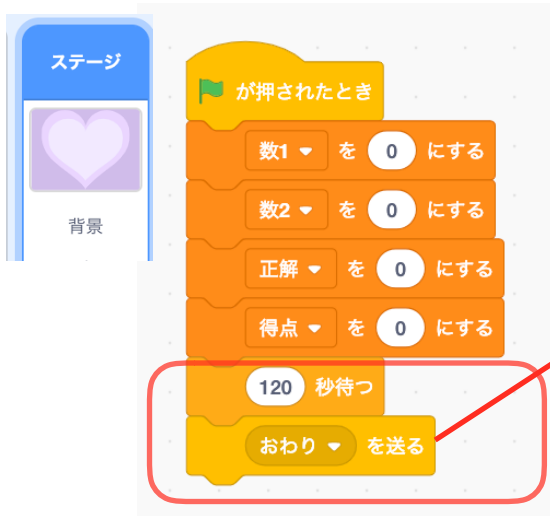 ステージ
背景
が押されたとき
数1 を 0 にする
数2 を 0 にする
正解 を 0 にする
得点 を 0 にする
120 秒待つ
おわり を送る